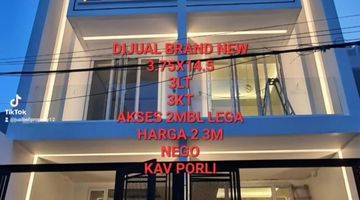 DIJUAL BRAND NEW
3.75X14.5
3LT
3KT
AKSES 2MBL LEGA
HARGA 2 3M
NEGO
KAV PORLI
TikTok